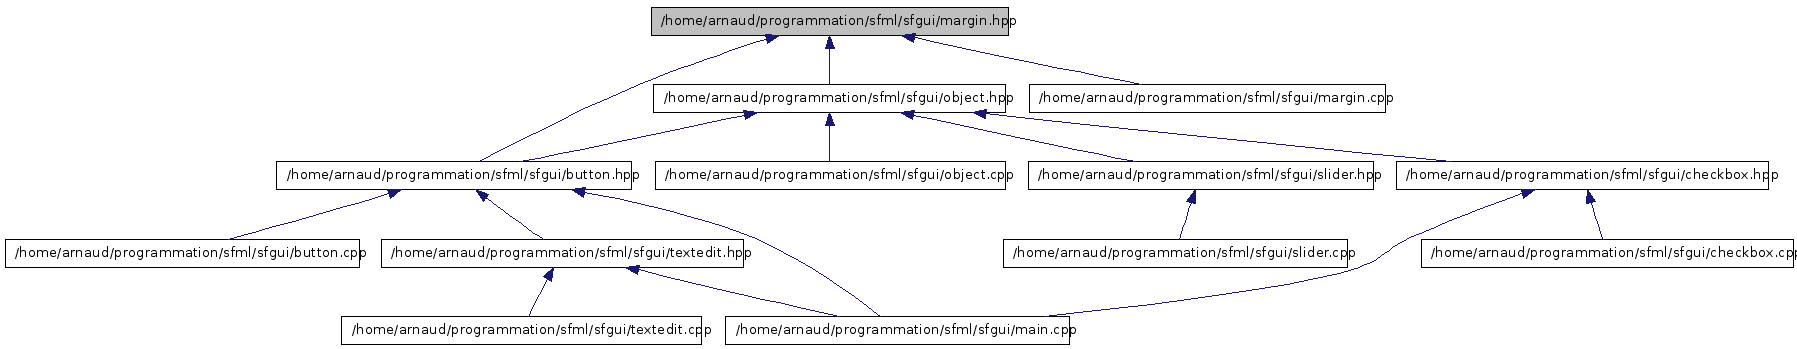 /home/arnaud/programmation/sfml/sfgui/margin.hpp
/home/arnaud/programmation/sfml/sfgui/object.hpp
/home/arnaud/programmation/sfml/sfgui/margin.cpp
/home/arnaud/programmation/sfml/sfgui/button.hpp
/home/arnaud/programmation/sfml/sfgui/object.cpp
/home/arnaud/programmation/sfml/sfgui/slider.hpp
/home/arnaud/programmation/sfml/sfgui/checkbox.hpp
/home/arnaud/programmation/sfml/sfgui/button.cpp
/home/arnaud/programmation/sfml/sfgui/textedit.hpp
/home/arnaud/programmation/sfml/sfgui/slider.cpp
/home/arnaud/programmation/sfml/sfgui/checkbox.cpp
/home/arnaud/programmation/sfml/sfgui/textedit.cpp
/home/arnaud/programmation/sfml/sfgui/main.cpp